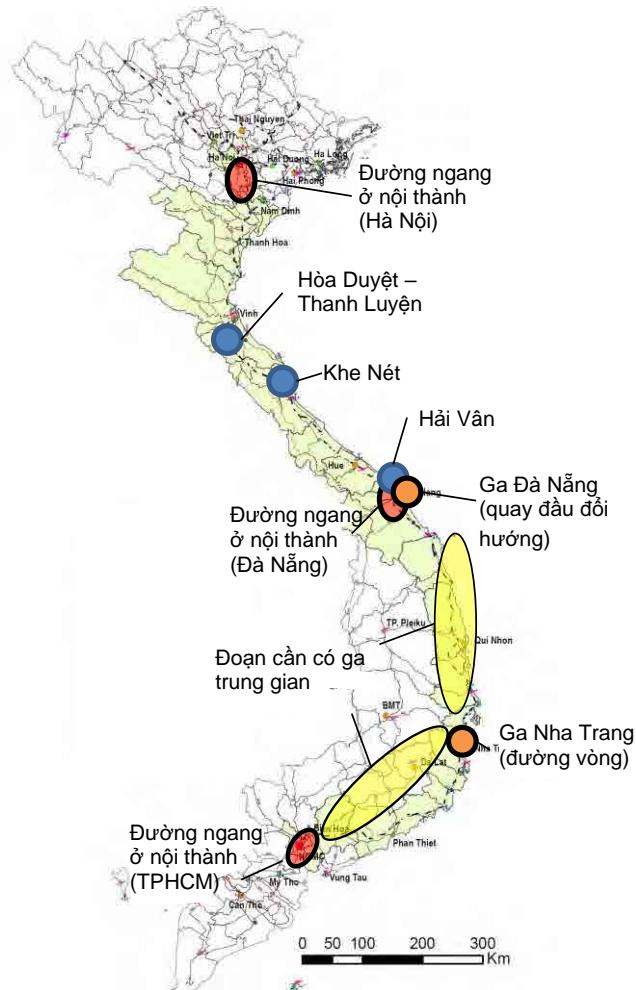 Thai Nguyen
Viet Tri
Ha Noi
Hai Duong
Ha Long
Hai Phong
Đường ngang
ở nội thành
(Hà Nội)
Nam Dinh
Thanh Hoa
Hòa Duyệt –
Thanh Luyện
Vinh
Khe Nét
Hải Vân
Hue
Ga Đà Nẵng
(quay đầu đổi
hướng)
Đường ngang
ở nội thành
(Đà Nẵng)
TP. Pleiku
Qui Nhon
Đoạn cần có ga
trung gian
BMT
Ga Nha Trang
(đường vòng)
Da Lat
Đường ngang
ở nội thành
(TPHCM)
Phan Thiet
My Tho
Vung Tau
Can Tho
0 50 100 200 300
Km